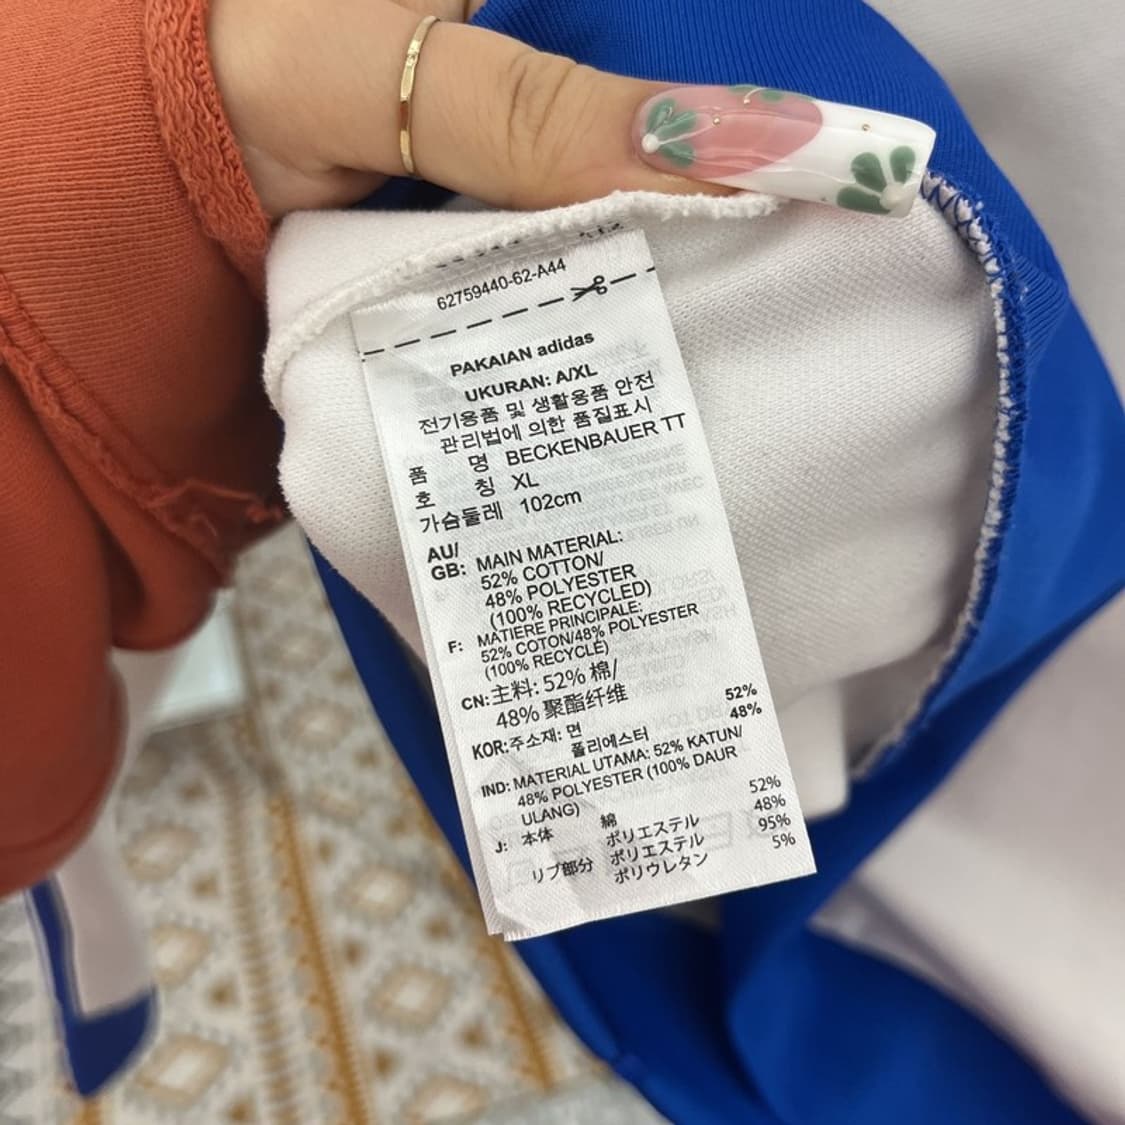 62759440-62-A44
PAKAIAN adidas
UKURAN: A/XL
전기용품 및 생활용품 안전
관리법에 의한 품질표시
품 명 BECKENBAUER TT
호 칭 XL
가슴둘레 102cm
AU/
GB: MAIN MATERIAL:
52% COTTON/
48% POLYESTER
(100% RECYCLED)
F: MATIERE PRINCIPALE:
52% COTON/48% POLYESTER
(100% RECYCLÉ)
CN: 主料: 52% 棉/
48% 聚酯纤维
KOR: 주소재: 면 52%
폴리에스터 48%
IND: MATERIAL UTAMA: 52% KATUN/
48% POLYESTER (100% DAUR
ULANG)
J: 本体 綿 52%
ポリエステル 48%
リブ部分 ポリエステル 95%
ポリウレタン 5%